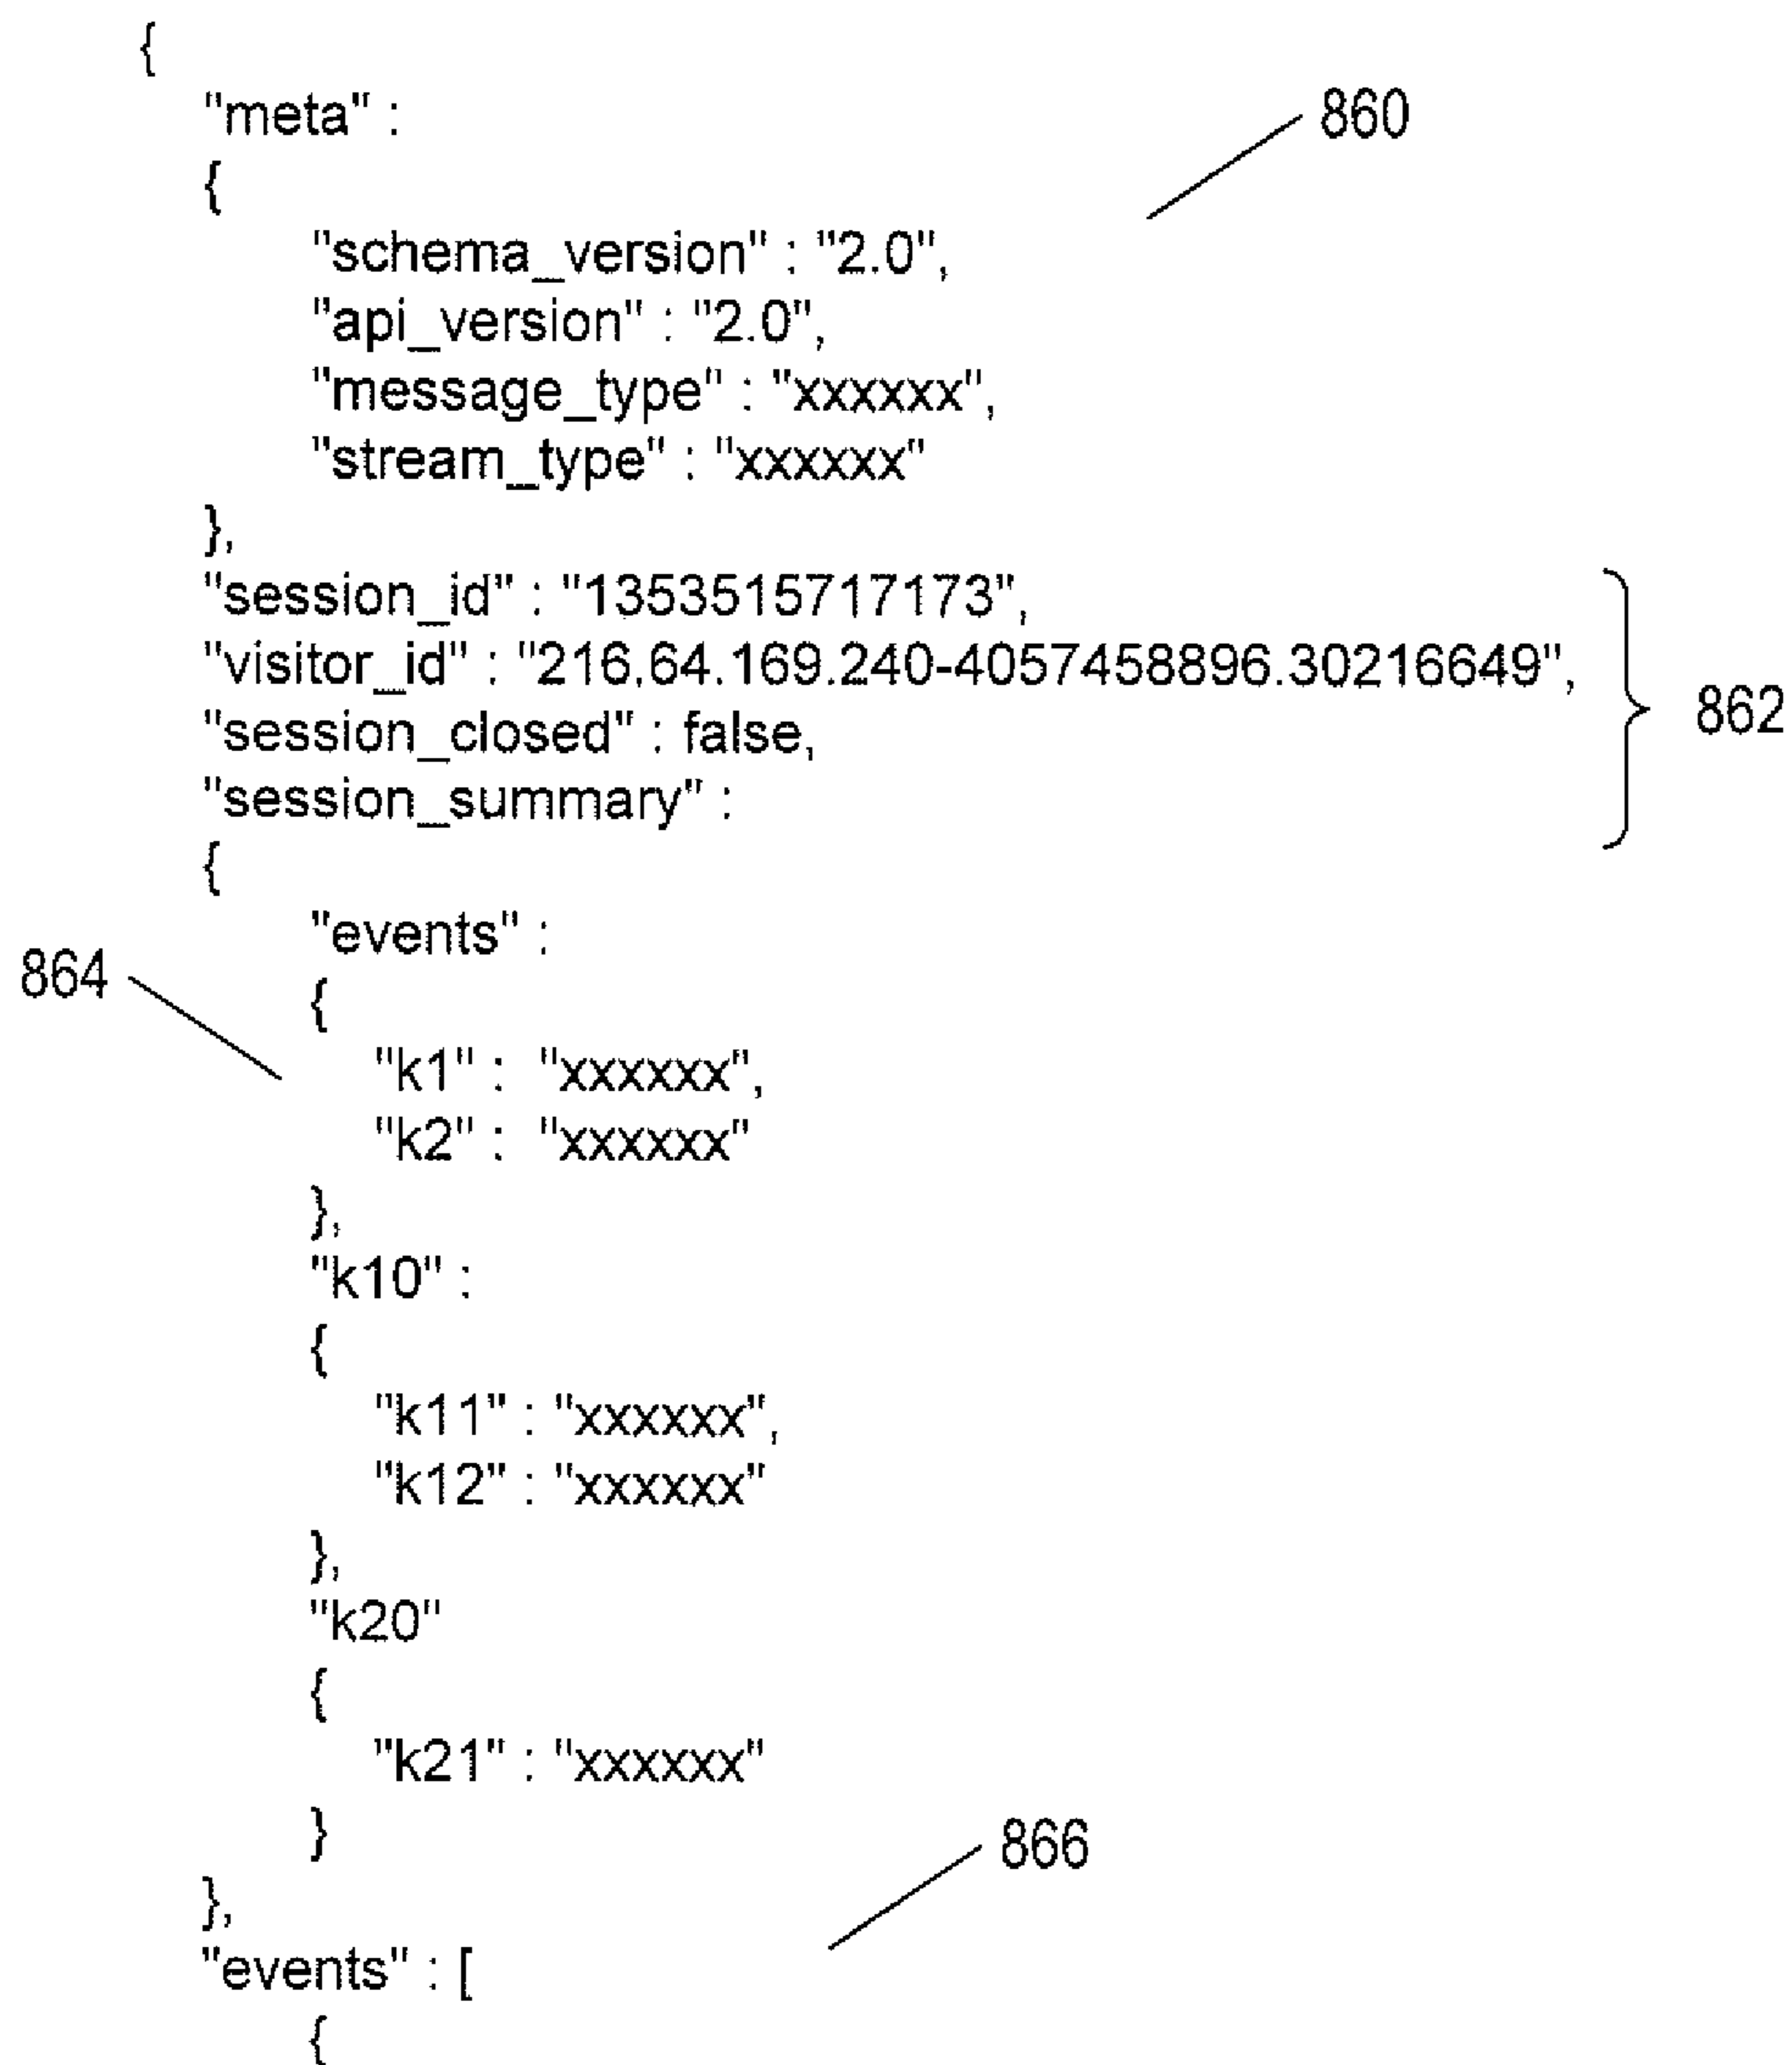 {
"meta" :
860
{
"schema_version" : "2.0",
"api_version" : "2.0",
"message_type" : "xxxxxx",
"stream_type" : "xxxxxx"
},
"session_id" : "1353515717173",
"visitor_id" : "216.64.169.240-4057458896.30216649",
862
"session_closed" : false,
"session_summary" :
{
"events" :
864
{
"k1" : "xxxxxx",
"k2" : "xxxxxx"
},
"k10" :
{
"k11" : "xxxxxx",
"k12" : "xxxxxx"
},
"k20"
{
"k21" : "xxxxxx"
}
866
},
"events" : [
{